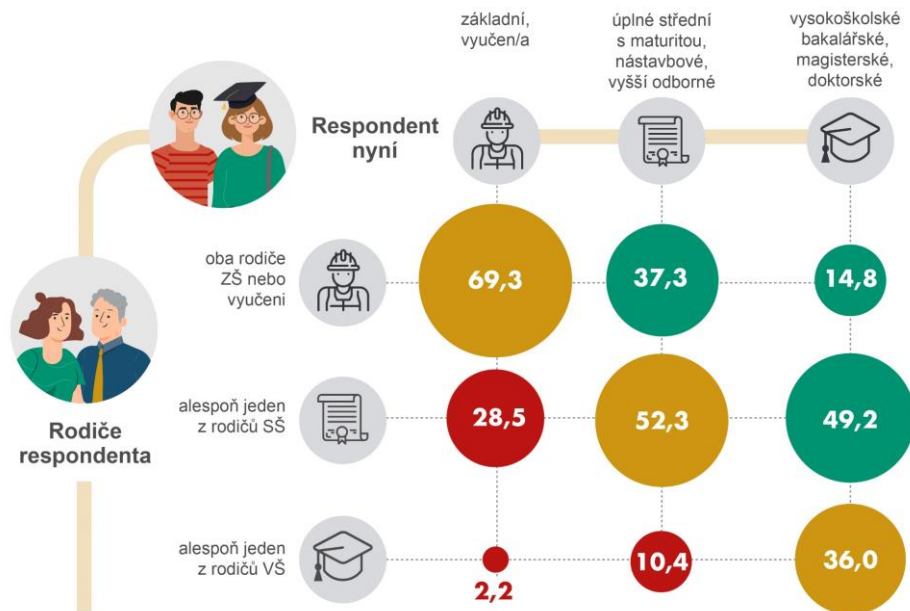 základní,
vyučen/a
úplné střední
s maturitou,
nástavbové,
vyšší odborné
vysokoškolské
bakalářské,
magisterské,
doktorské
Respondent
nyní
oba rodiče
ZŠ nebo
vyučeni
69,3
37,3
14,8
Rodiče
respondenta
alespoň jeden
z rodičů SŠ
28,5
52,3
49,2
alespoň jeden
z rodičů VŠ
2,2
10,4
36,0